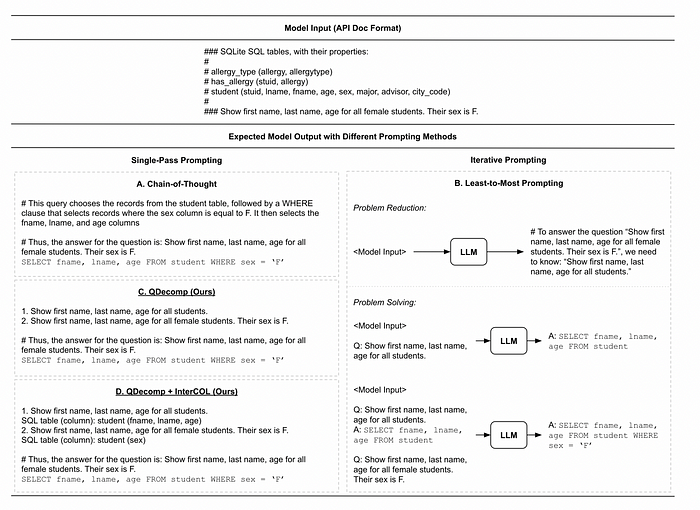 Model Input (API Doc Format)
### SQLite SQL tables, with their properties:
#
# allergy_type (allergy, allergytype)
# has_allergy (stuid, allergy)
# student (stuid, lname, fname, age, sex, major, advisor, city_code)
#
### Show first name, last name, age for all female students. Their sex is F.
Expected Model Output with Different Prompting Methods
Single-Pass Prompting
A. Chain-of-Thought
# This query chooses the records from the student table, followed by a WHERE
clause that selects records where the sex column is equal to F. It then selects the
fname, lname, and age columns
# Thus, the answer for the question is: Show first name, last name, age for all
female students. Their sex is F.
SELECT fname, lname, age FROM student WHERE sex = ‘F’
C. QDecomp (Ours)
1. Show first name, last name, age for all students.
2. Show first name, last name, age for all female students. Their sex is F.
# Thus, the answer for the question is: Show first name, last name, age for all
female students. Their sex is F.
SELECT fname, lname, age FROM student WHERE sex = ‘F’
D. QDecomp + InterCOL (Ours)
1. Show first name, last name, age for all students.
SQL table (column): student (fname, lname, age)
2. Show first name, last name, age for all female students. Their sex is F.
SQL table (column): student (sex)
# Thus, the answer for the question is: Show first name, last name, age for all
female students. Their sex is F.
SELECT fname, lname, age FROM student WHERE sex = ‘F’
Iterative Prompting
B. Least-to-Most Prompting
Problem Reduction:
<Model Input>
LLM
# To answer the question “Show first
name, last name, age for all female
students. Their sex is F.”, we need
to know: “Show first name, last
name, age for all students.”
Problem Solving:
<Model Input>
Q: Show first name, last name,
age for all students.
LLM
A: SELECT fname, lname,
age FROM student
<Model Input>
Q: Show first name, last name,
age for all students.
A: SELECT fname, lname,
age FROM student
Q: Show first name, last name,
age for all female students.
Their sex is F.
LLM
A: SELECT fname, lname,
age FROM student WHERE
sex = ‘F’